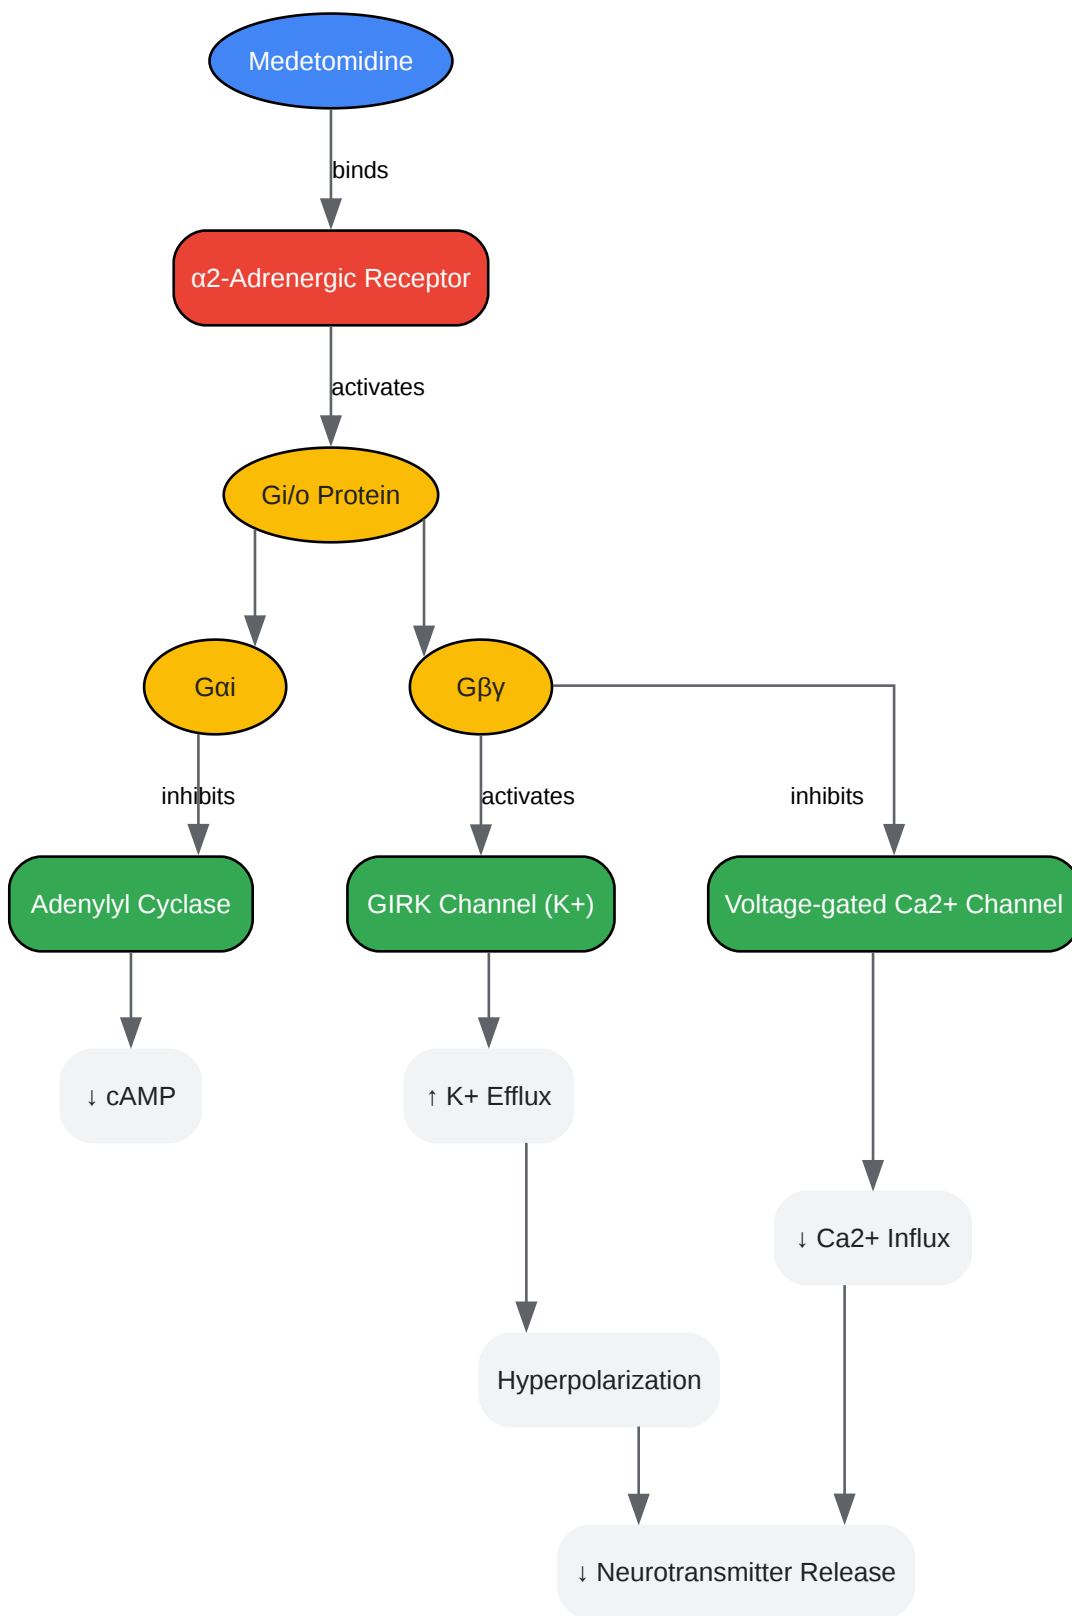 Medetomidine
binds
α2-Adrenergic Receptor
activates
Gi/o Protein
Gαi
Gβγ
inhibits
activates
inhibits
Adenylyl Cyclase
GIRK Channel (K+)
Voltage-gated Ca2+ Channel
↓ cAMP
↑ K+ Efflux
↓ Ca2+ Influx
Hyperpolarization
↓ Neurotransmitter Release